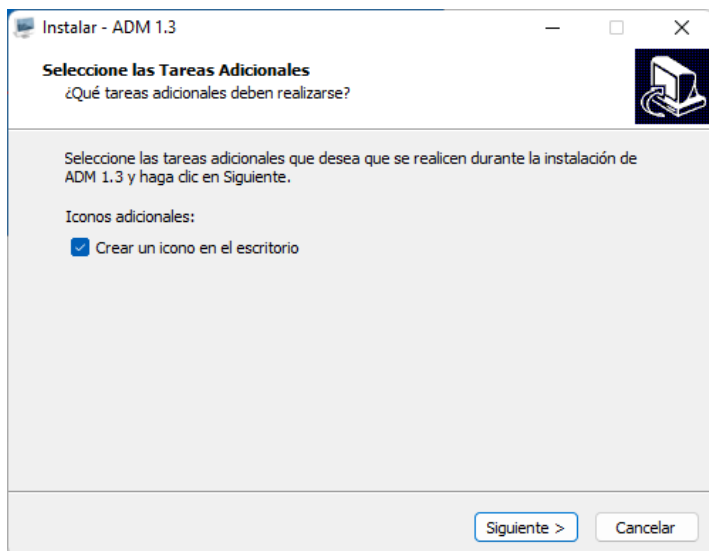 Instalar - ADM 1.3
Seleccione las Tareas Adicionales
¿Qué tareas adicionales deben realizarse?
Seleccione las tareas adicionales que desea que se realicen durante la instalación de
ADM 1.3 y haga clic en Siguiente.
Iconos adicionales:
Crear un icono en el escritorio
Siguiente >
Cancelar